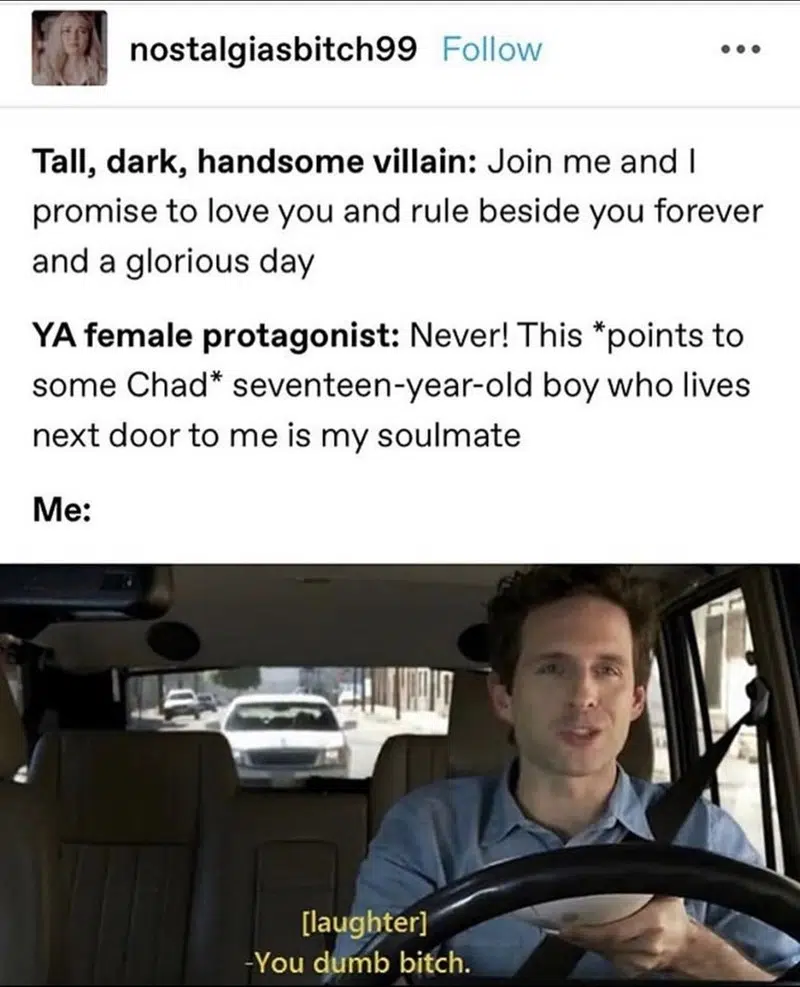 nostalgiasbitch99 Follow
Tall, dark, handsome villain: Join me and I
promise to love you and rule beside you forever
and a glorious day
YA female protagonist: Never! This *points to
some Chad* seventeen-year-old boy who lives
next door to me is my soulmate
Me:
[laughter]
-You dumb bitch.